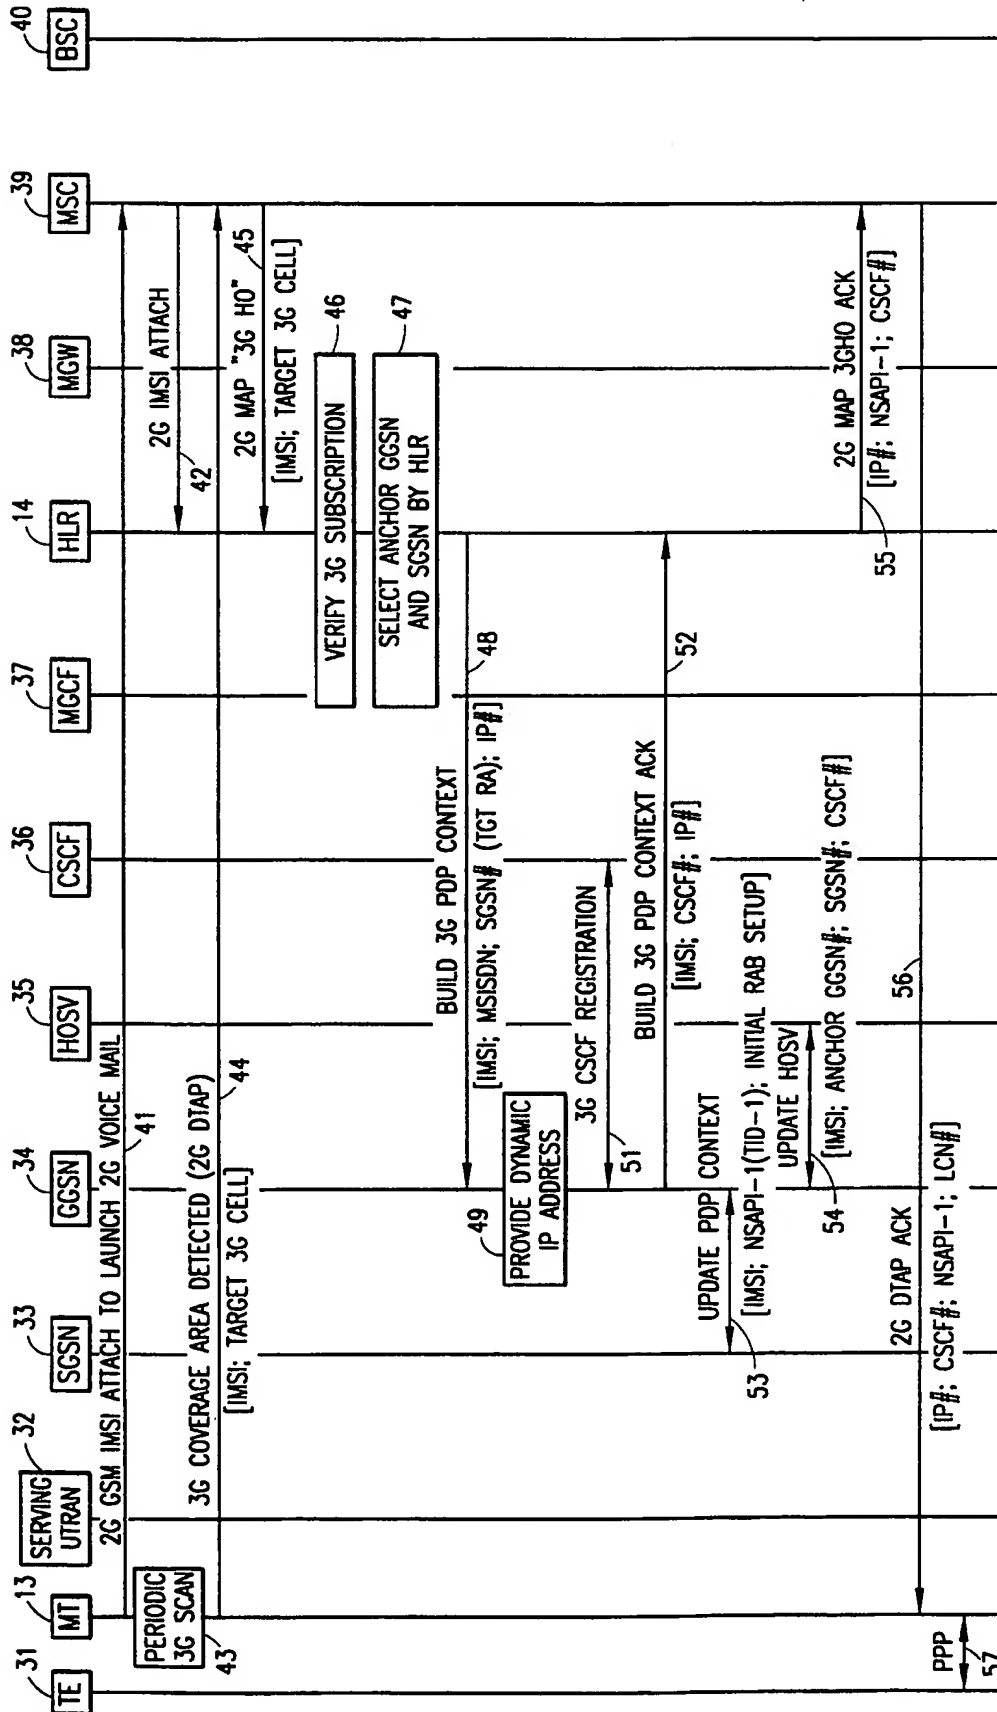 31
TE
13
MT
32
SERVING
UTRAN
33
SGSN
34
GGSN
35
HOSV
36
CSCF
37
MGCF
14
HLR
38
MGW
39
MSC
40
BSC
2G GSM IMSI ATTACH TO LAUNCH 2G VOICE MAIL
41
2G IMSI ATTACH
42
PERIODIC
3G SCAN
43
3G COVERAGE AREA DETECTED (2G DTAP)
44
[IMSI; TARGET 3G CELL]
2G MAP "3G HO"
45
[IMSI; TARGET 3G CELL]
VERIFY 3G SUBSCRIPTION
46
SELECT ANCHOR GGSN
AND SGSN BY HLR
47
BUILD 3G PDP CONTEXT
48
[IMSI; MSISDN; SGSN# (TGT RA); IP#]
49
PROVIDE DYNAMIC
IP ADDRESS
3G CSCF REGISTRATION
51
BUILD 3G PDP CONTEXT ACK
52
[IMSI; CSCF#; IP#]
UPDATE PDP CONTEXT
53
[IMSI; NSAPI-1(TID-1); INITIAL RAB SETUP]
UPDATE HOSV
54
[IMSI; ANCHOR GGSN#; SGSN#; CSCF#]
2G MAP 3GHO ACK
55
[IP#; NSAPI-1; CSCF#]
2G DTAP ACK
56
[IP#; CSCF#; NSAPI-1; LCN#]
PPP
57